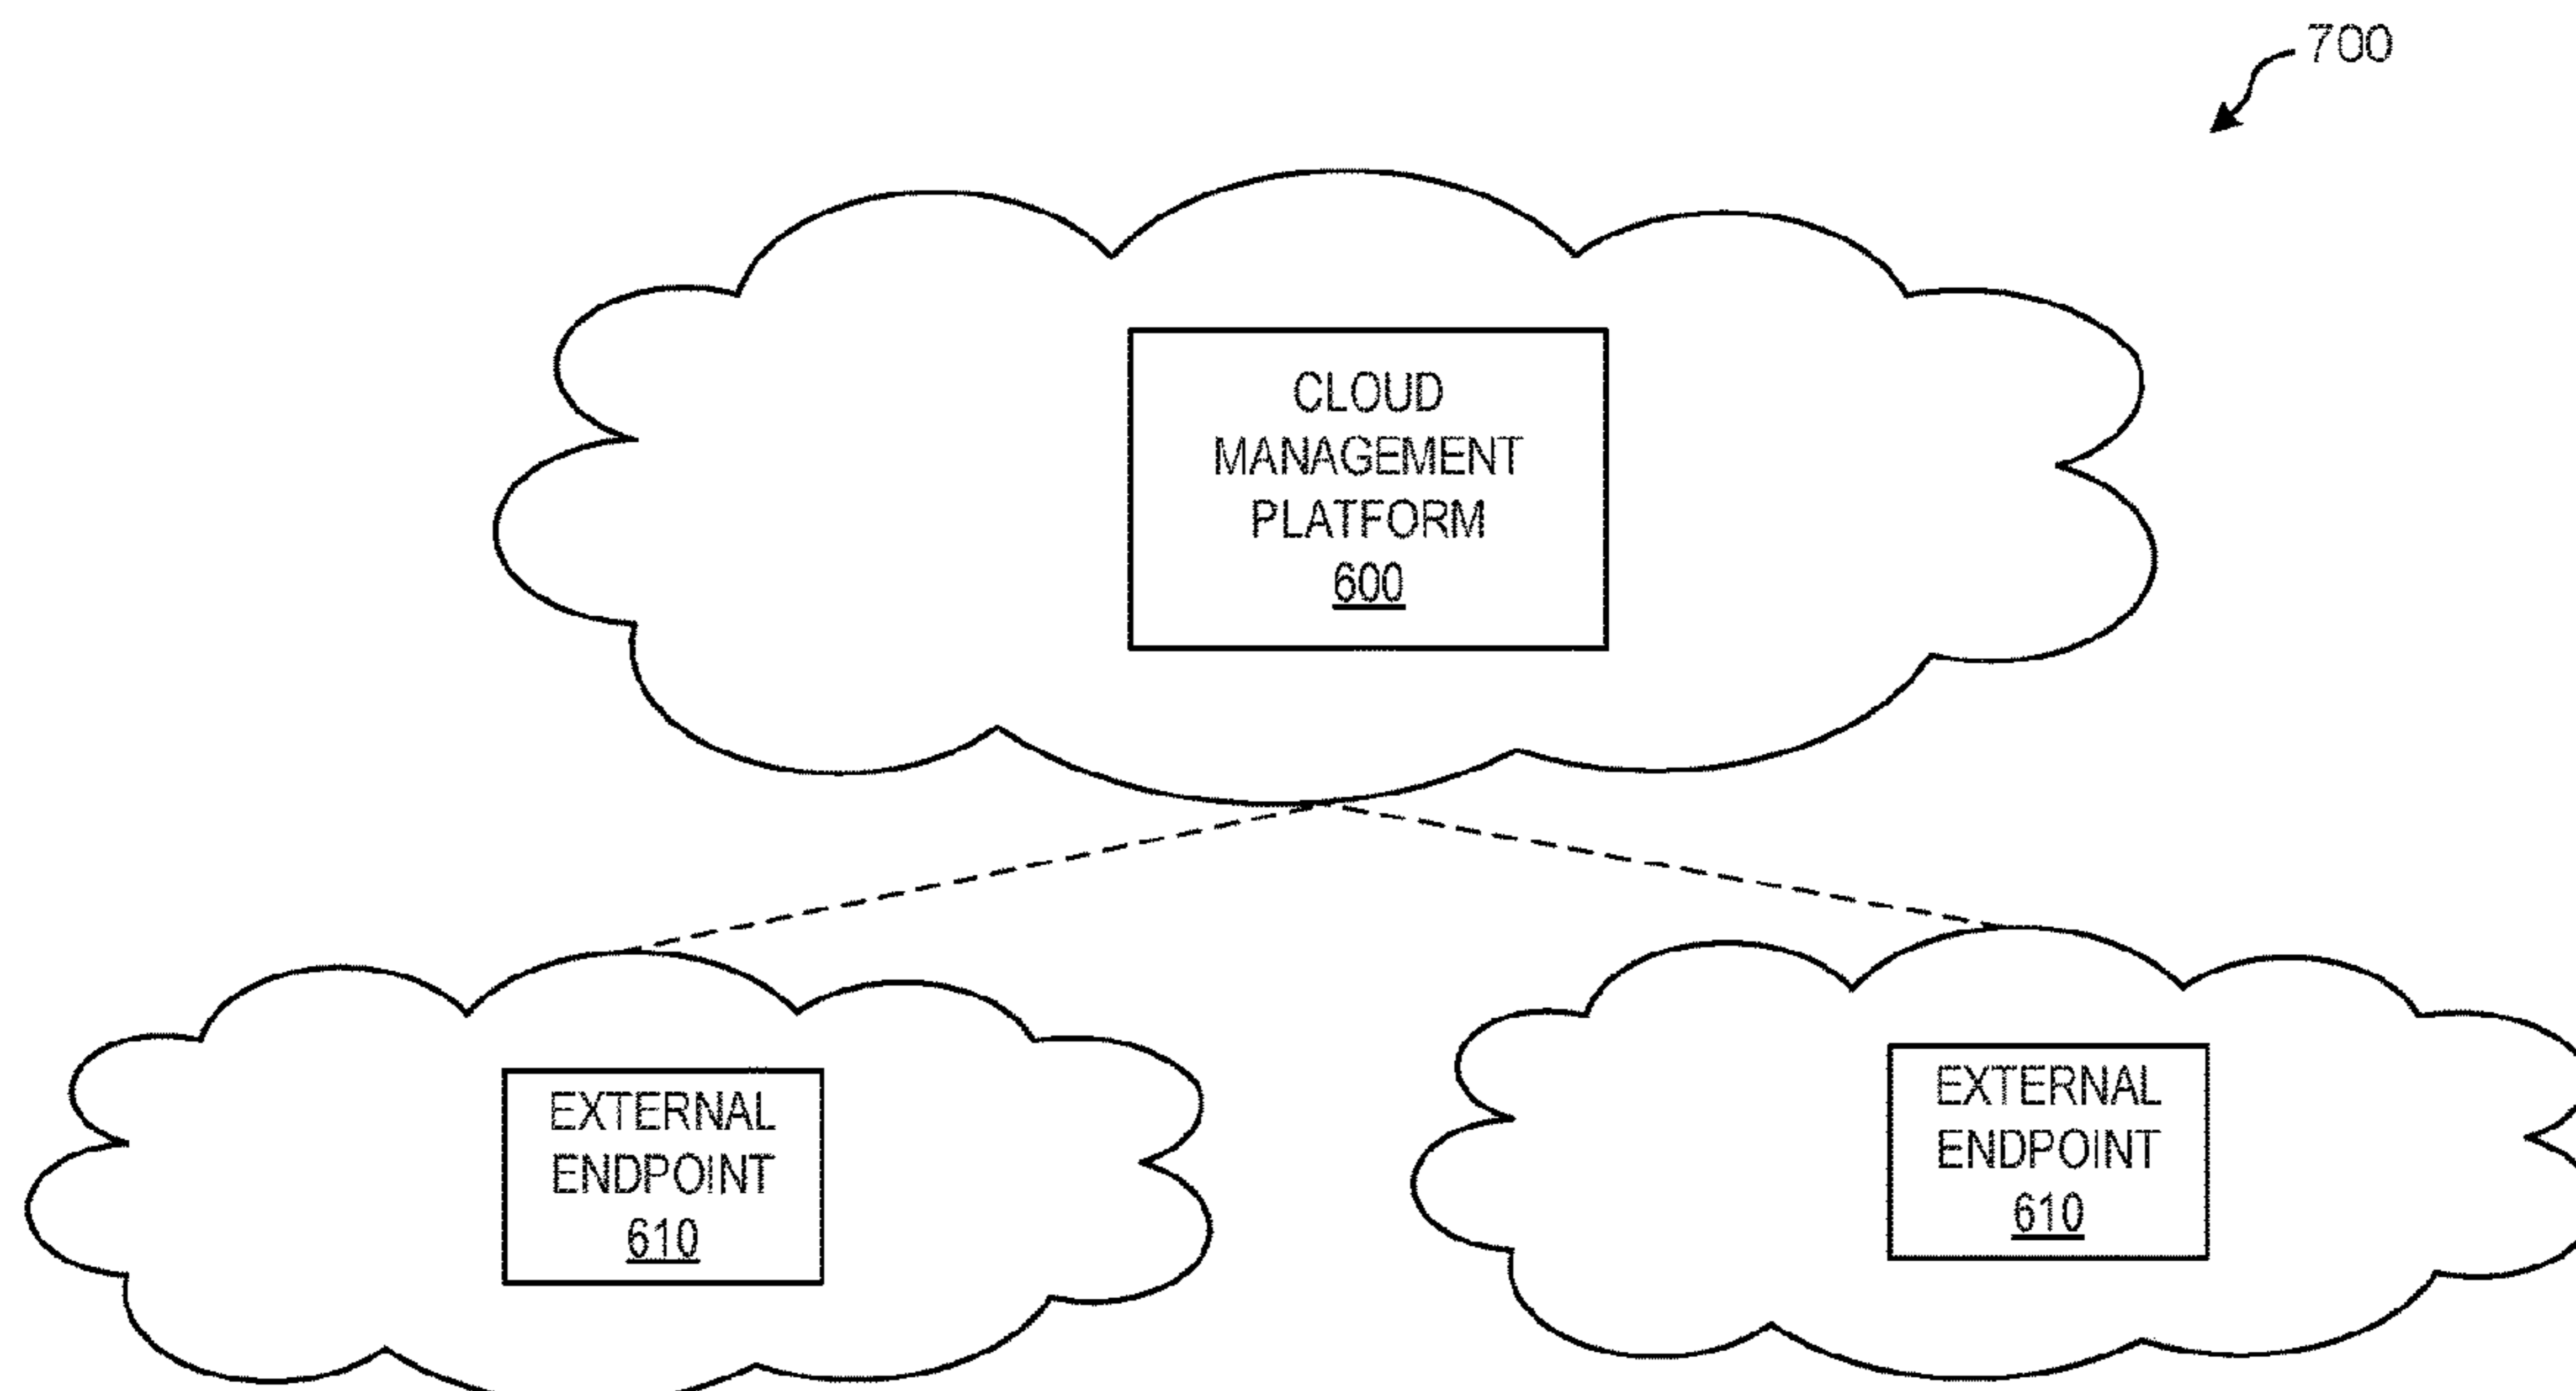 700
CLOUD
MANAGEMENT
PLATFORM
600
EXTERNAL
ENDPOINT
610
EXTERNAL
ENDPOINT
610